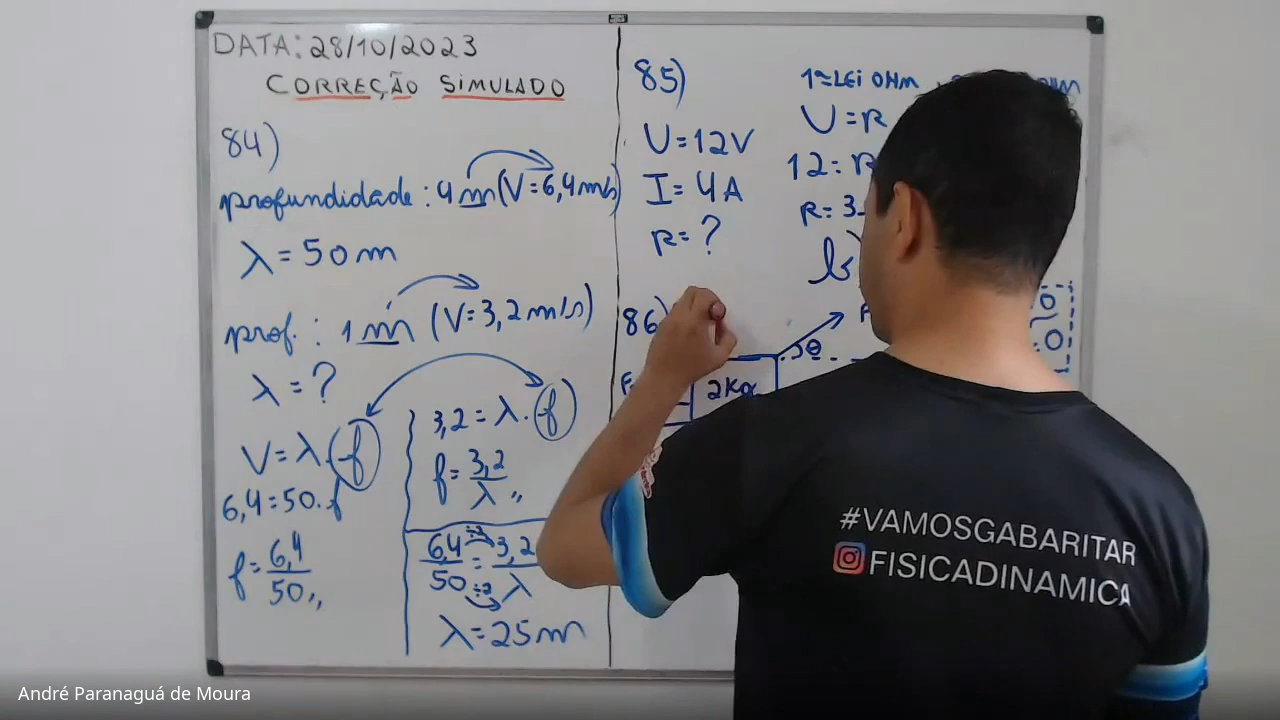 DATA: 28/10/2023
CORREÇÃO SIMULADO
84)
profundidade: 4 m (V=6,4 m/s)
λ = 50 m
prof.: 1 m (V=3,2 m/s)
λ = ?
V = λ.f
6,4 = 50.f
f = 6,4/50,,
3,2 = λ.f
f = 3,2/λ,,
÷2
6,4/50 = 3,2/λ
÷2
λ = 25 m
85)
U = 12V
I = 4A
R = ?
1ª LEI OHM
U = R
12 = R
R = 3
86)
θ
#VAMOSGABARITAR
FISICADINAMICA
André Paranaguá de Moura